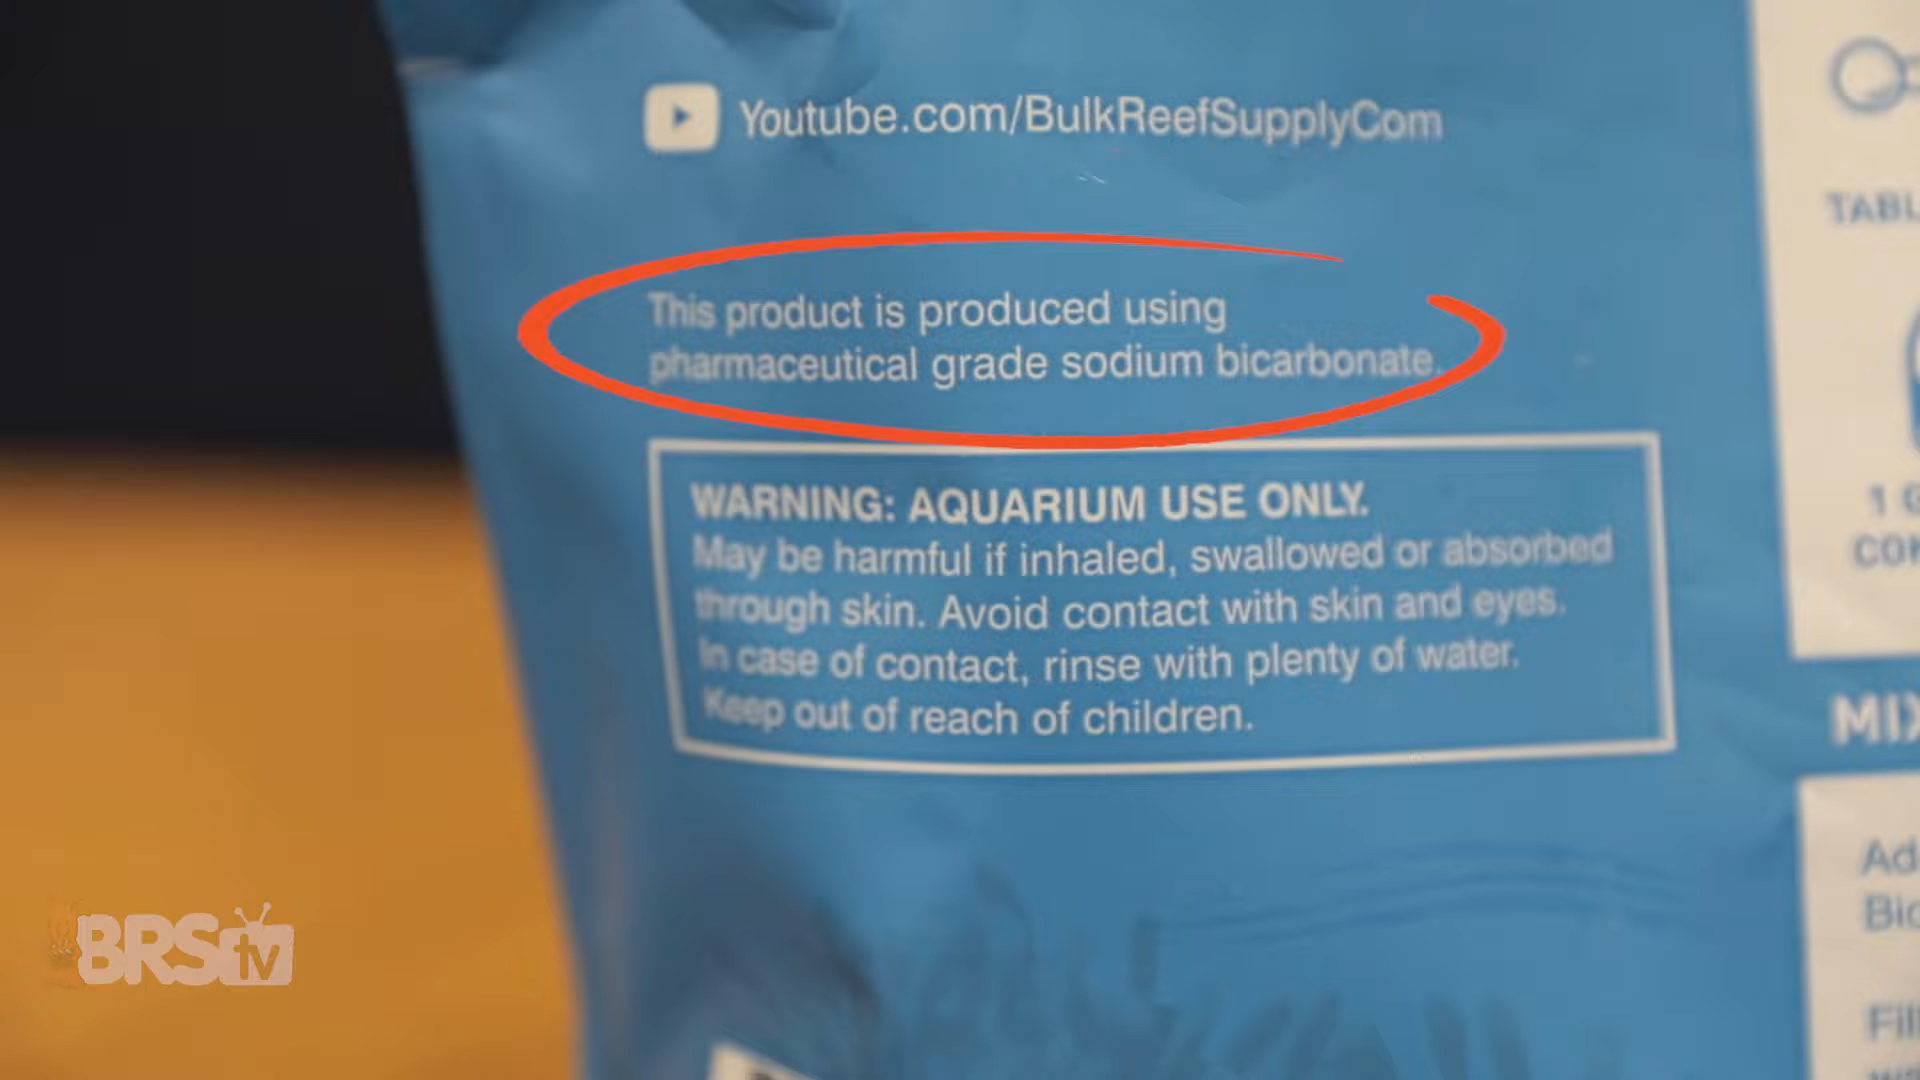 Youtube.com/BulkReefSupplyCom
This product is produced using
pharmaceutical grade sodium bicarbonate.
WARNING: AQUARIUM USE ONLY.
May be harmful if inhaled, swallowed or absorbed
through skin. Avoid contact with skin and eyes.
In case of contact, rinse with plenty of water.
Keep out of reach of children.
1
BRStv